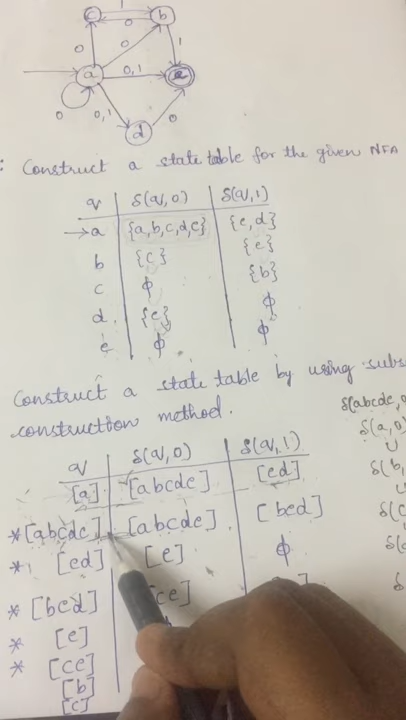 1
c b
0
0 0 1
a 0,1 e
0 0,1 0
d
: Construct a state table for the given NFA
q δ(q,0) δ(q,1)
→a {a,b,c,d,e} {e,d}
b {c} {e}
c ϕ {b}
d {e} ϕ
e ϕ ϕ
Construct a state table by using subs
construction method.
δ(abcde,0
q δ(q,0) δ(q,1) δ(a,0)
[a] [abcde] [ed] ∪
*[abcde] [abcde] [bed] δ(b,
* [ed] [e] ϕ
* [bed] [ce]
* [e]
* [ce]
[b]
[c]